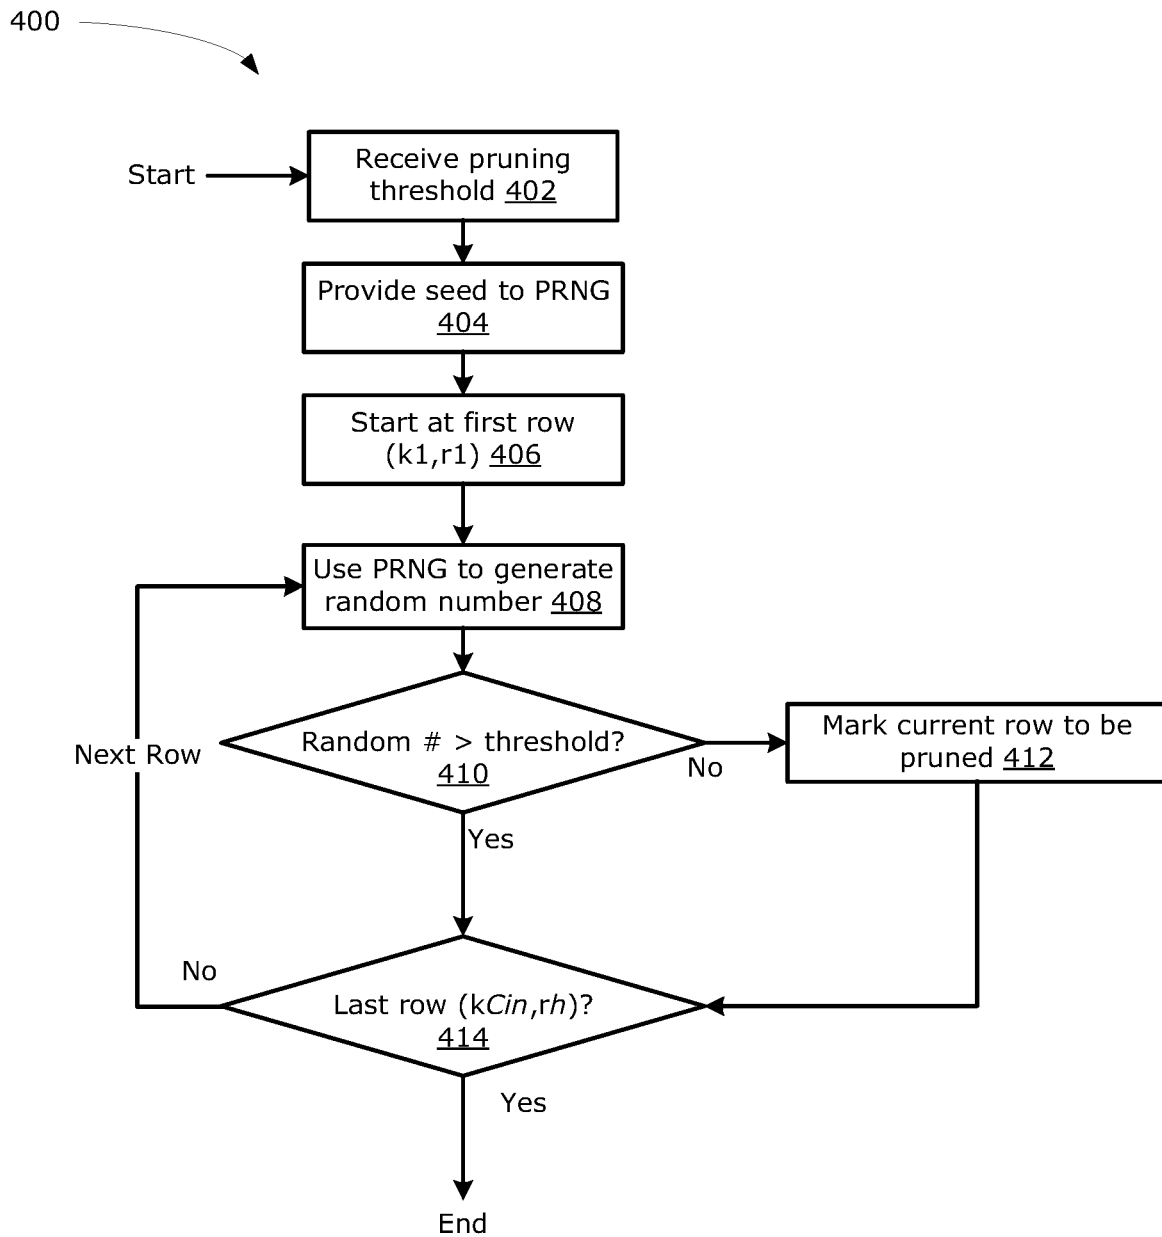 400
Start
Receive pruning
threshold 402
Provide seed to PRNG
404
Start at first row
(k1,r1) 406
Use PRNG to generate
random number 408
Random # > threshold?
410
No
Mark current row to be
pruned 412
Next Row
Yes
No
Last row (kCin,rh)?
414
Yes
End